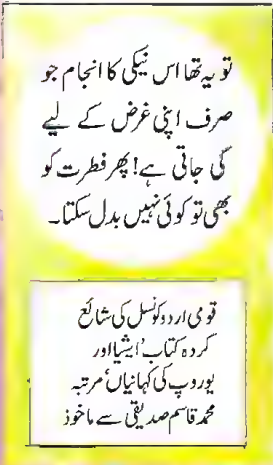 تو یہ تھا اس نیکی کا انجام جو
صرف اپنی غرض کے لیے
کی جاتی ہے! پھر فطرت کو
بھی تو کوئی نہیں بدل سکتا۔
قومی اردو کونسل کی شائع
کردہ کتاب 'ایشیا اور
یوروپ کی کہانیاں' مرتبہ
محمد قاسم صدیقی سے ماخوذ